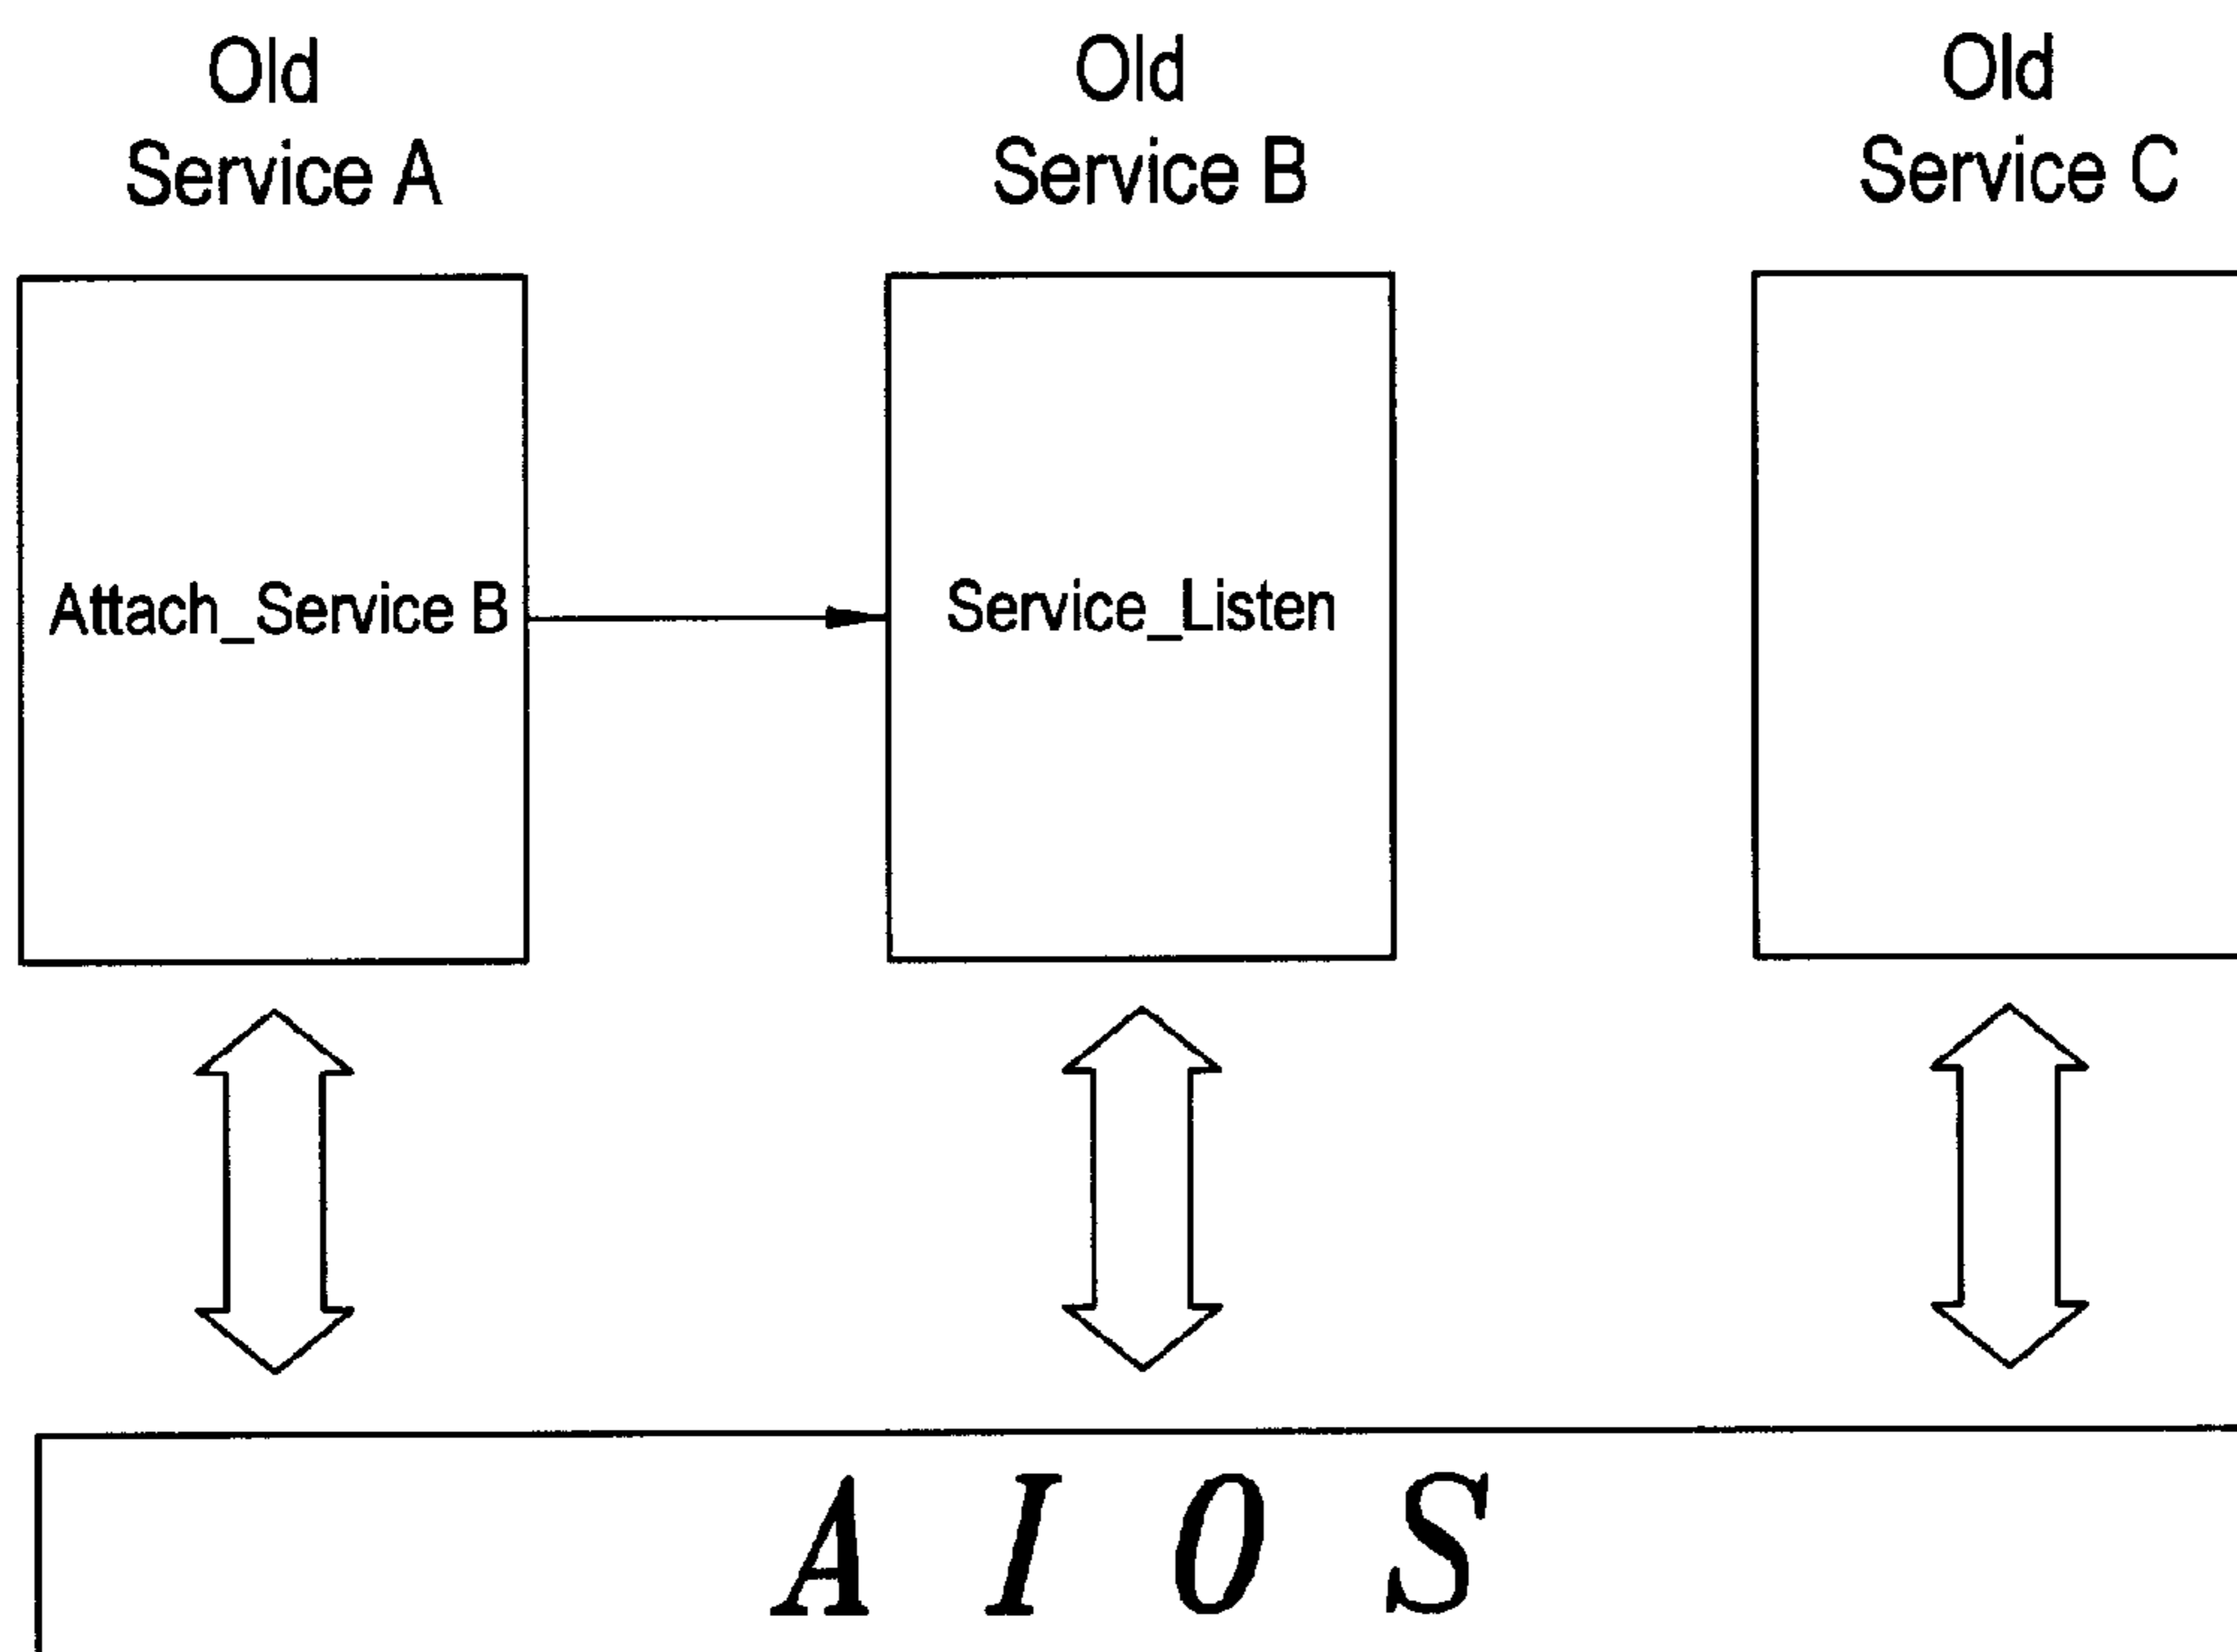 Old
Service A
Old
Service B
Old
Service C
Attach_Service B
Service_Listen
A I O S